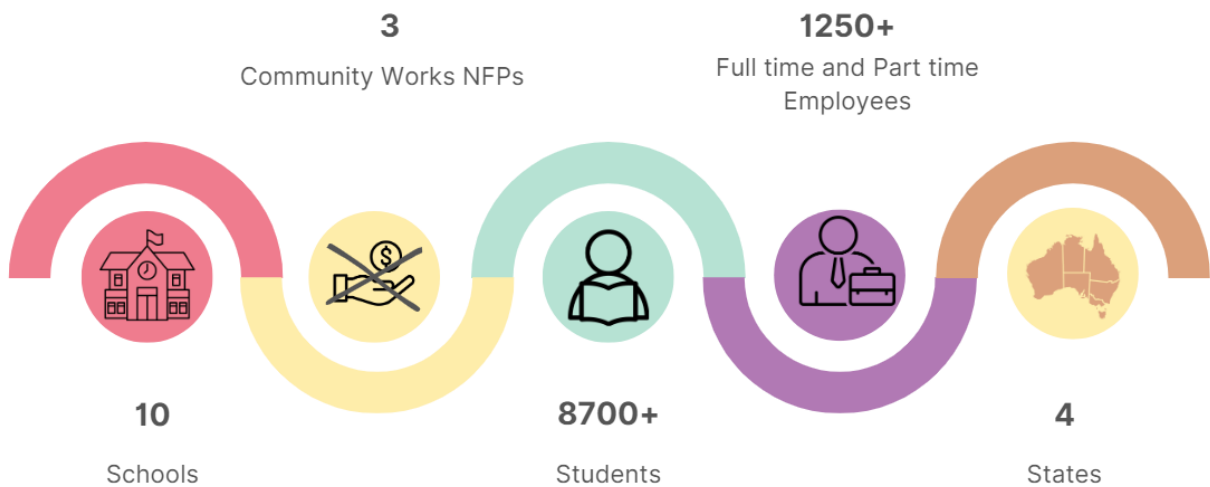 3
Community Works NFPs
1250+
Full time and Part time
Employees
$
10
Schools
8700+
Students
4
States